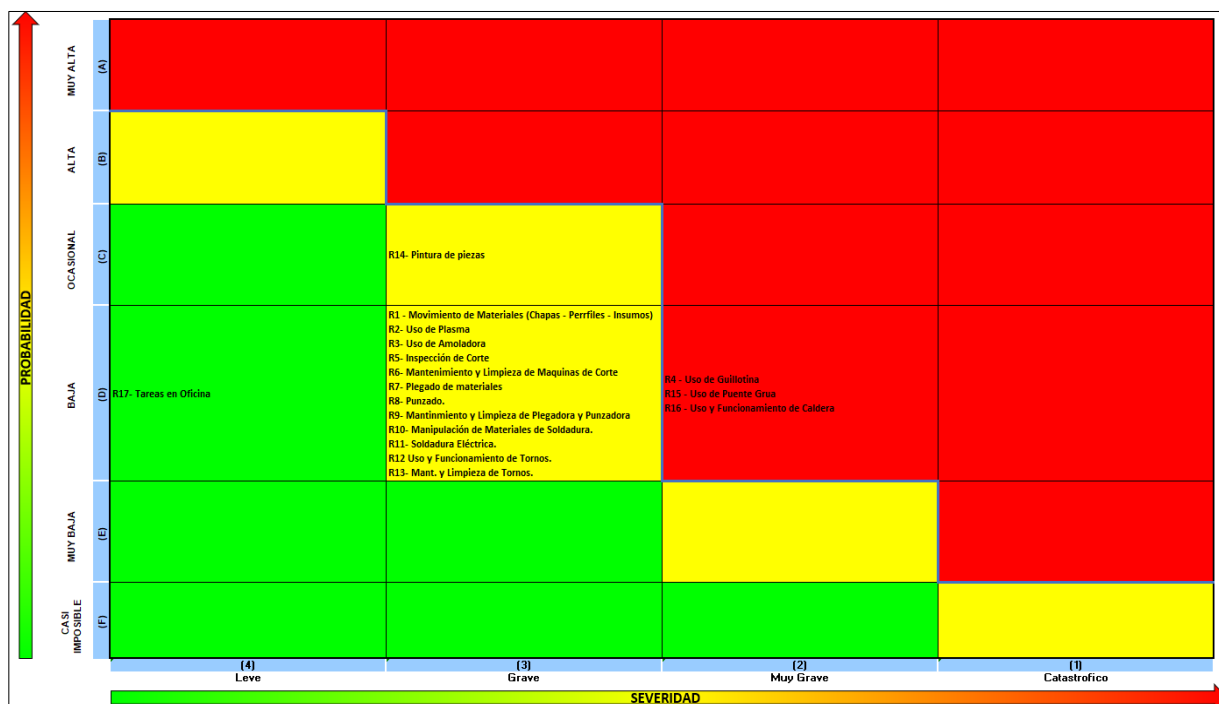 PROBABILIDAD
MUY ALTA
(A)
ALTA
(B)
OCASIONAL
(C)
R14- Pintura de piezas
BAJA
(D)
R17- Tareas en Oficina
R1 - Movimiento de Materiales (Chapas - Perrfiles - Insumos)
R2- Uso de Plasma
R3- Uso de Amoladora
R5- Inspección de Corte
R6- Mantenimiento y Limpieza de Maquinas de Corte
R7- Plegado de materiales
R8- Punzado.
R9- Mantinmiento y Limpieza de Plegadora y Punzadora
R10- Manipulación de Materiales de Soldadura.
R11- Soldadura Eléctrica.
R12 Uso y Funcionamiento de Tornos.
R13- Mant. y Limpieza de Tornos.
R4 - Uso de Guillotina
R15 - Uso de Puente Grua
R16 - Uso y Funcionamiento de Caldera
MUY BAJA
(E)
CASI
IMPOSIBLE
(F)
(4)
Leve
(3)
Grave
(2)
Muy Grave
(1)
Catastrofico
SEVERIDAD